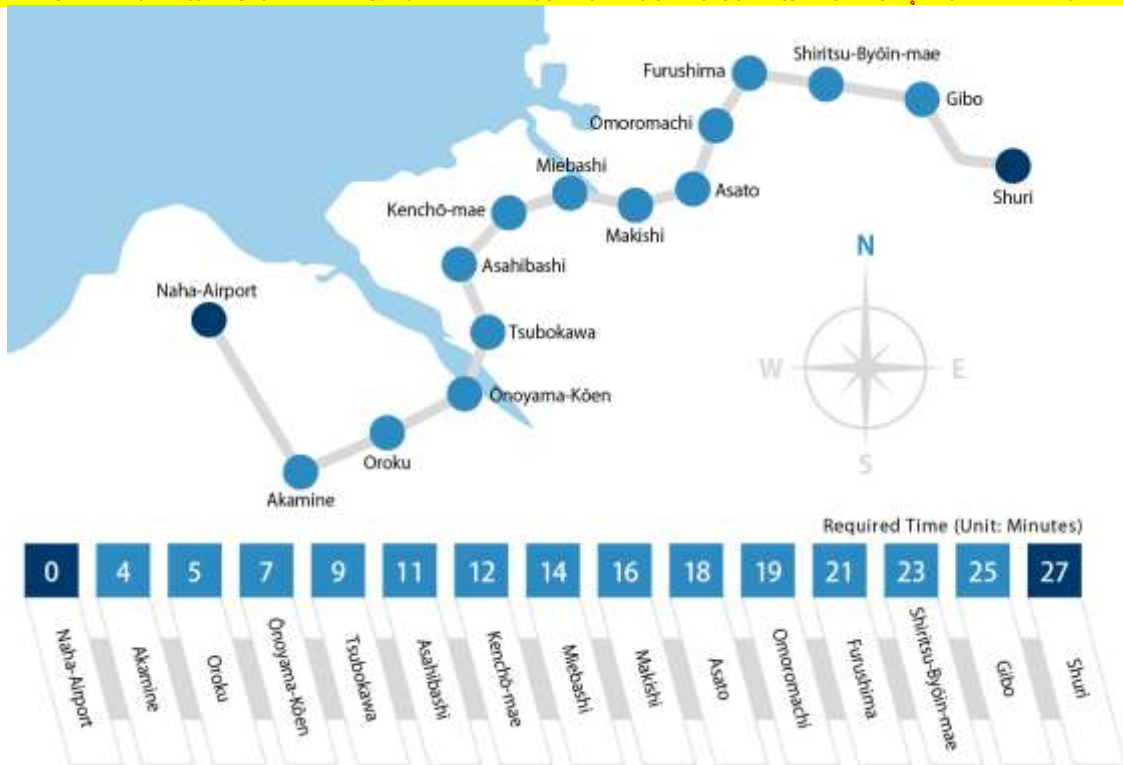 Shiritsu-Byōin-mae
Furushima
Gibo
Omoromachi
Miebashi
Asato
Shuri
Kenchō-mae
Makishi
N
Asahibashi
Naha-Airport
Tsubokawa
W
E
Ōnoyama-Kōen
Oroku
S
Akamine
Required Time (Unit: Minutes)
0 4 5 7 9 11 12 14 16 18 19 21 23 25 27
Naha-Airport
Akamine
Oroku
Ōnoyama-Kōen
Tsubokawa
Asahibashi
Kenchō-mae
Miebashi
Makishi
Asato
Omoromachi
Furushima
Shiritsu-Byōin-mae
Gibo
Shuri